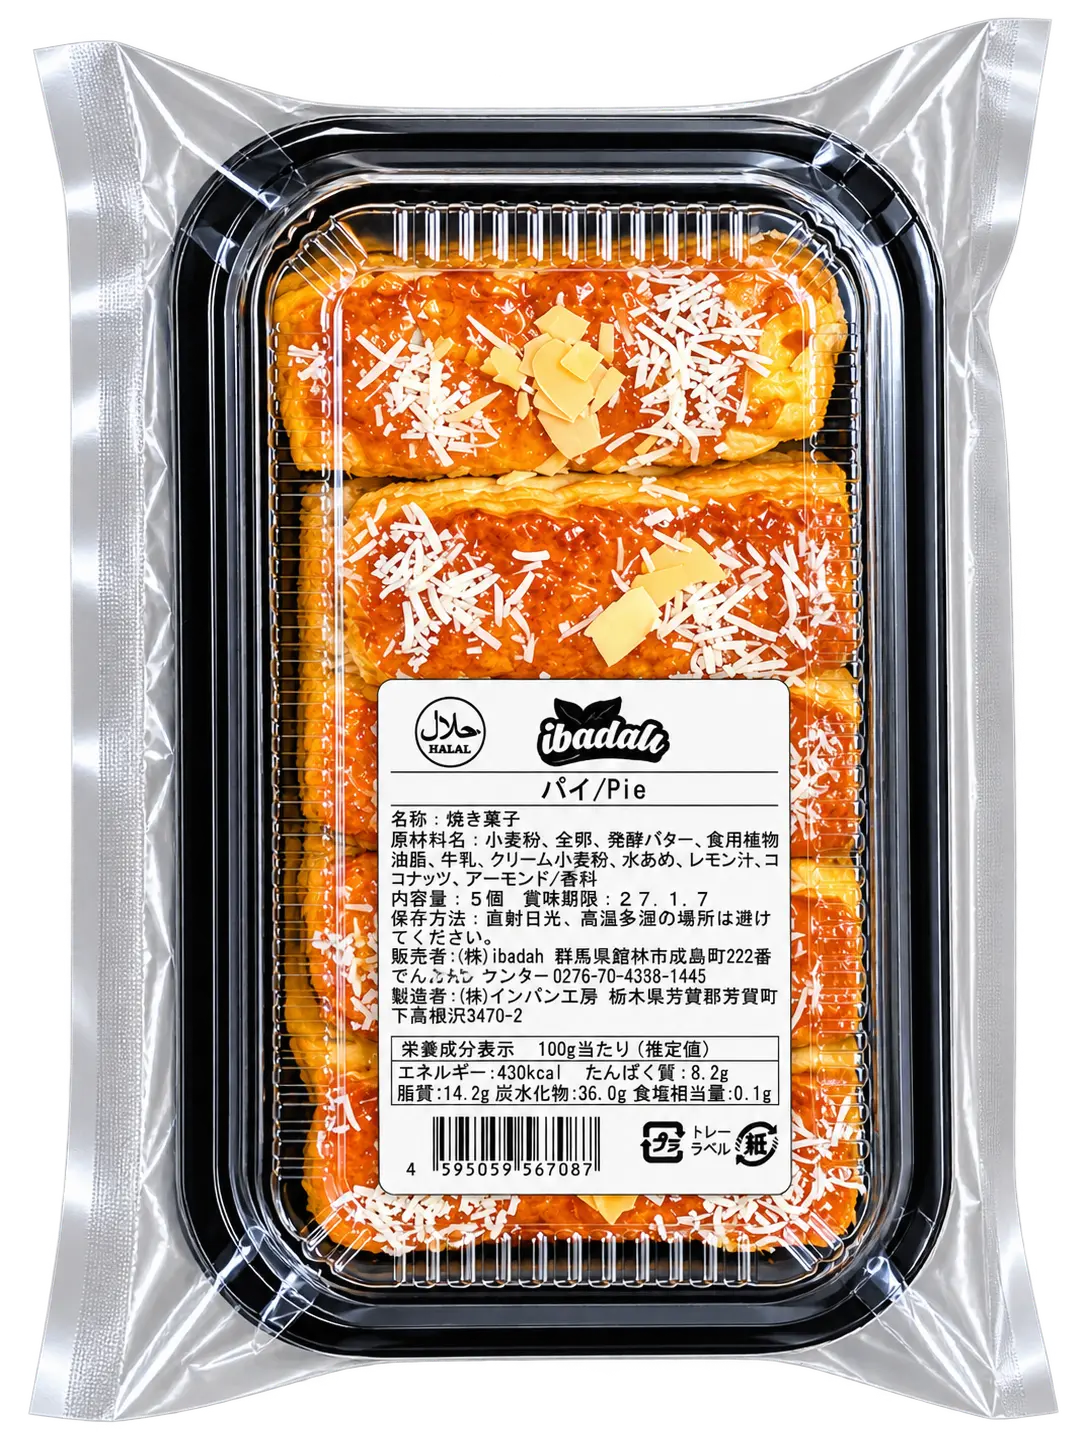 حلال
HALAL
ibadah
パイ/Pie
名称：焼き菓子
原材料名：小麦粉、全卵、発酵バター、食用植物
油脂、牛乳、クリーム小麦粉、水あめ、レモン汁、コ
コナッツ、アーモンド/香料
内容量：５個　賞味期限：２７．１．７
保存方法：直射日光、高温多湿の場所は避け
てください。
販売者：(株)ibadah 群馬県館林市成島町222番
0276-70-4338-1445
製造者：(株)インパン工房 栃木県芳賀郡芳賀町
下高根沢3470-2
栄養成分表示　100g当たり(推定値)
エネルギー：430kcal　たんぱく質：8.2g
脂質：14.2g 炭水化物：36.0g 食塩相当量：0.1g
4 595059 567087
プラ
トレー
ラベル
紙